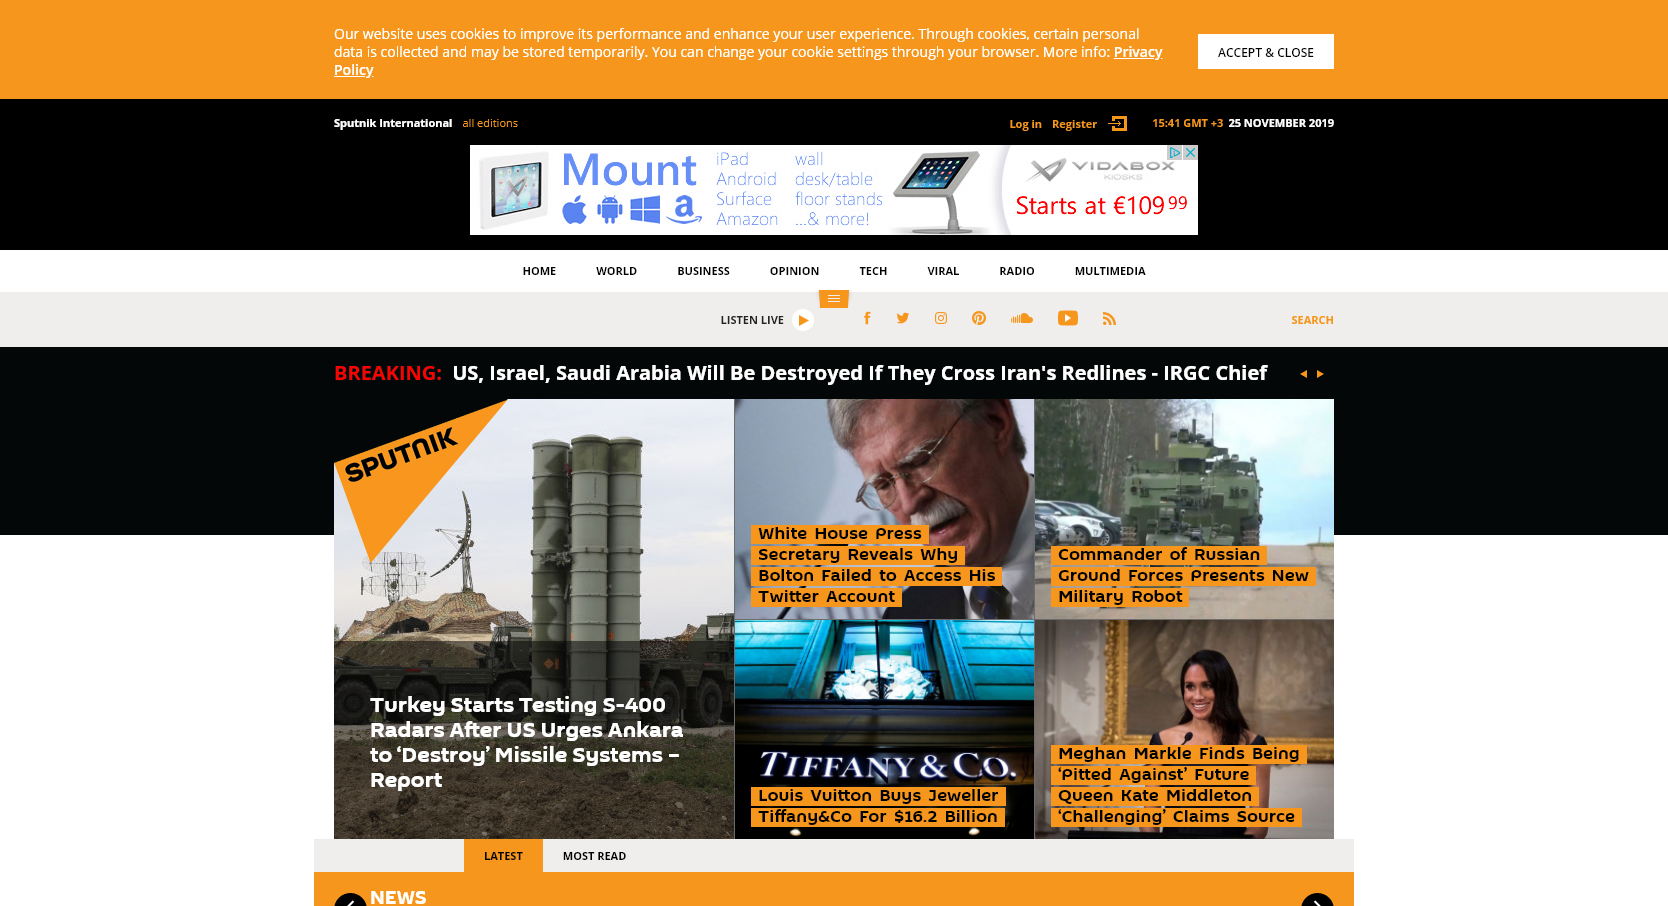 Our website uses cookies to improve its performance and enhance your user experience. Through cookies, certain personal
data is collected and may be stored temporarily. You can change your cookie settings through your browser. More info: Privacy
Policy
ACCEPT & CLOSE
Sputnik International all editions
Log in Register
15:41 GMT +3 25 NOVEMBER 2019
Mount
iPad
Android
Surface
Amazon
wall
desk/table
floor stands
...& more!
VIDABOX
KIOSKS
Starts at €109 99
HOME WORLD BUSINESS OPINION TECH VIRAL RADIO MULTIMEDIA
LISTEN LIVE
SEARCH
BREAKING: US, Israel, Saudi Arabia Will Be Destroyed If They Cross Iran's Redlines - IRGC Chief
SPUTNIK
Turkey Starts Testing S-400
Radars After US Urges Ankara
to ‘Destroy’ Missile Systems –
Report
White House Press
Secretary Reveals Why
Bolton Failed to Access His
Twitter Account
Commander of Russian
Ground Forces Presents New
Military Robot
TIFFANY & CO.
Louis Vuitton Buys Jeweller
Tiffany&Co For $16.2 Billion
Meghan Markle Finds Being
‘Pitted Against’ Future
Queen Kate Middleton
‘Challenging’ Claims Source
LATEST MOST READ
NEWS